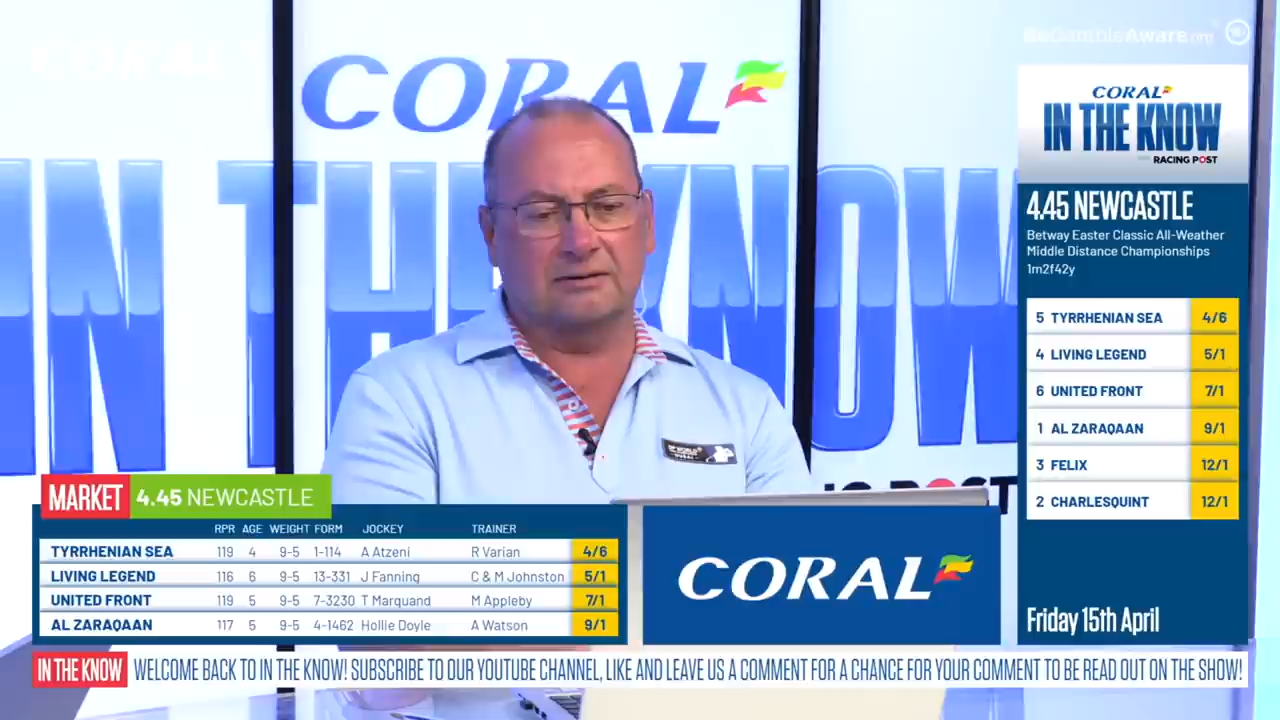 CORAL
CORAL
BeGambleAware.org 18+
IN THE KNOW
CORAL
IN THE KNOW
RACING POST
4.45 NEWCASTLE
Betway Easter Classic All-Weather
Middle Distance Championships
1m2f42y
5 TYRRHENIAN SEA 4/6
4 LIVING LEGEND 5/1
6 UNITED FRONT 7/1
1 AL ZARAQAAN 9/1
3 FELIX 12/1
2 CHARLESQUINT 12/1
Friday 15th April
MARKET 4.45 NEWCASTLE
RPR AGE WEIGHT FORM JOCKEY TRAINER
TYRRHENIAN SEA 119 4 9-5 1-114 A Atzeni R Varian 4/6
LIVING LEGEND 116 6 9-5 13-331 J Fanning C & M Johnston 5/1
UNITED FRONT 119 5 9-5 7-3230 T Marquand M Appleby 7/1
AL ZARAQAAN 117 5 9-5 4-1462 Hollie Doyle A Watson 9/1
CORAL
IN THE KNOW WELCOME BACK TO IN THE KNOW! SUBSCRIBE TO OUR YOUTUBE CHANNEL, LIKE AND LEAVE US A COMMENT FOR A CHANCE FOR YOUR COMMENT TO BE READ OUT ON THE SHOW!